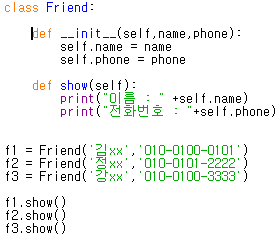 class Friend:
    def __init__(self,name,phone):
        self.name = name
        self.phone = phone
    def show(self):
        print("이름 : " +self.name)
        print("전화번호 : "+self.phone)
f1 = Friend('김xx','010-0100-0101')
f2 = Friend('정xx','010-0101-2222')
f3 = Friend('강xx','010-0100-3333')
f1.show()
f2.show()
f3.show()